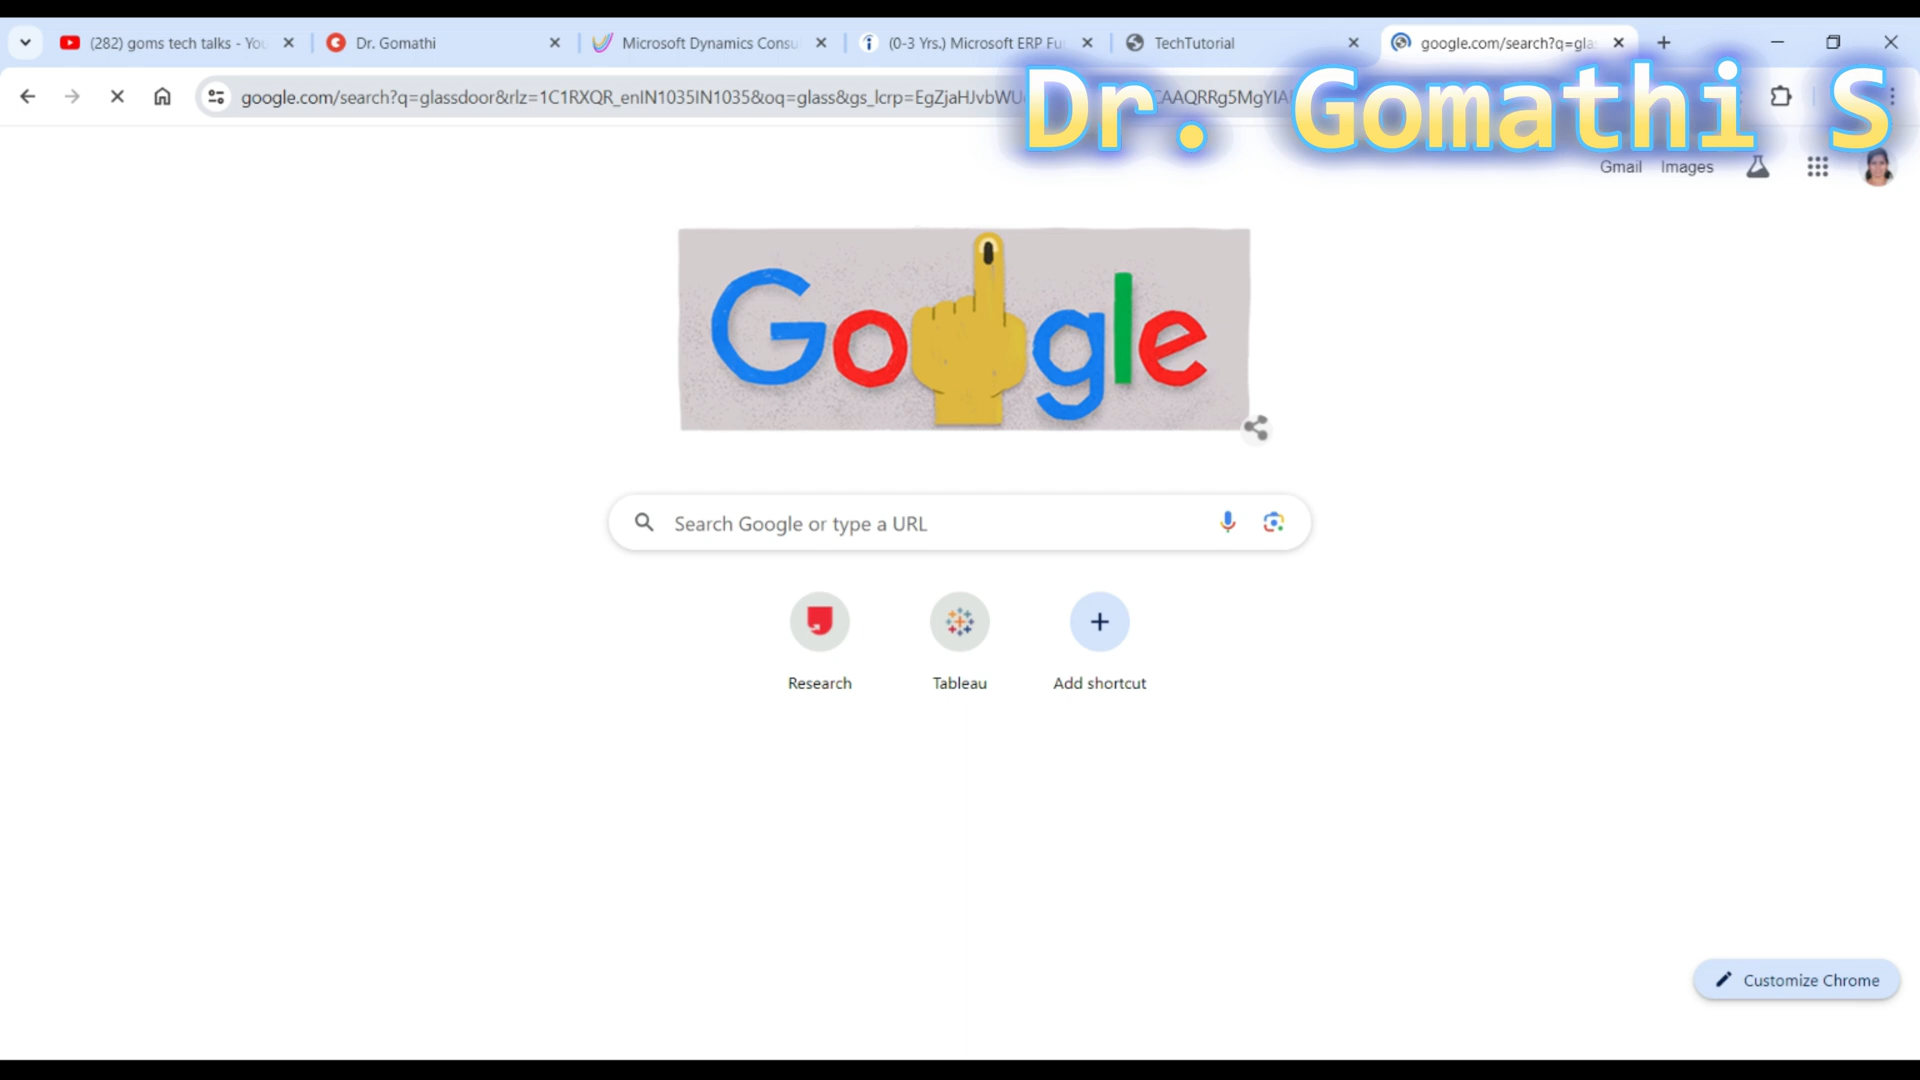 (282) goms tech talks - You
Dr. Gomathi
Microsoft Dynamics Consu
(0-3 Yrs.) Microsoft ERP Fu
TechTutorial
google.com/search?q=gla
google.com/search?q=glassdoor&rlz=1C1RXQR_enIN1035IN1035&oq=glass&gs_lcrp=EgZjaHJvbWU
CAAQRRg5MgYIA
Dr. Gomathi S
Gmail
Images
Google
Search Google or type a URL
Research
Tableau
Add shortcut
Customize Chrome